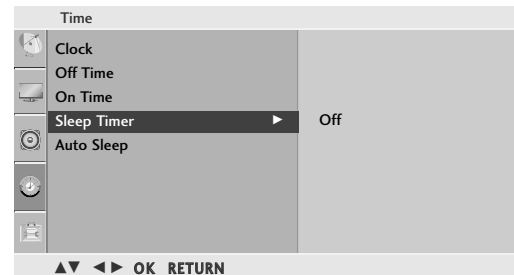 Time
Clock
Off Time
On Time
Sleep Timer ► Off
Auto Sleep
▲▼ ◄► OK RETURN